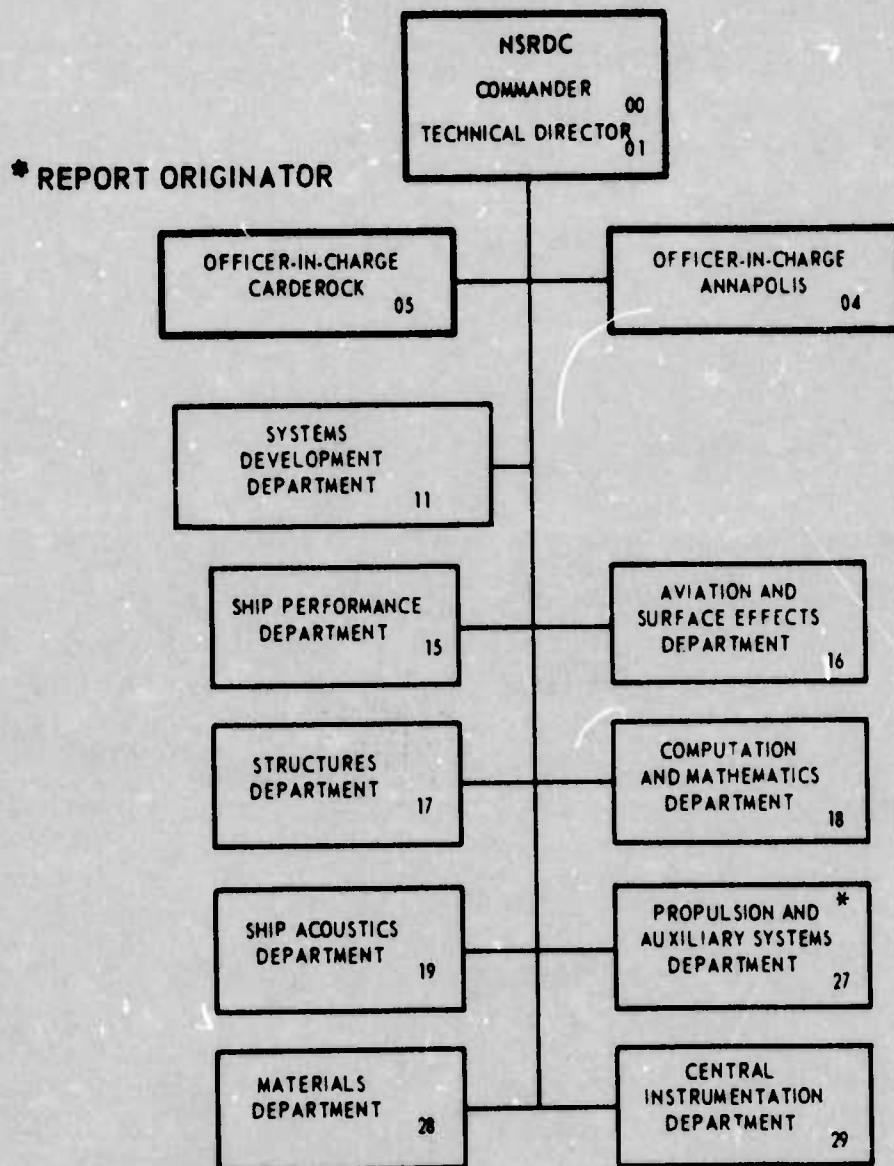 NSRDC
COMMANDER 00
TECHNICAL DIRECTOR 01
* REPORT ORIGINATOR
OFFICER-IN-CHARGE
CARDEROCK 05
OFFICER-IN-CHARGE
ANNAPOLIS 04
SYSTEMS
DEVELOPMENT
DEPARTMENT 11
SHIP PERFORMANCE
DEPARTMENT 15
AVIATION AND
SURFACE EFFECTS
DEPARTMENT 16
STRUCTURES
DEPARTMENT 17
COMPUTATION
AND MATHEMATICS
DEPARTMENT 18
SHIP ACOUSTICS
DEPARTMENT 19
PROPULSION AND *
AUXILIARY SYSTEMS
DEPARTMENT 27
MATERIALS
DEPARTMENT 28
CENTRAL
INSTRUMENTATION
DEPARTMENT 29